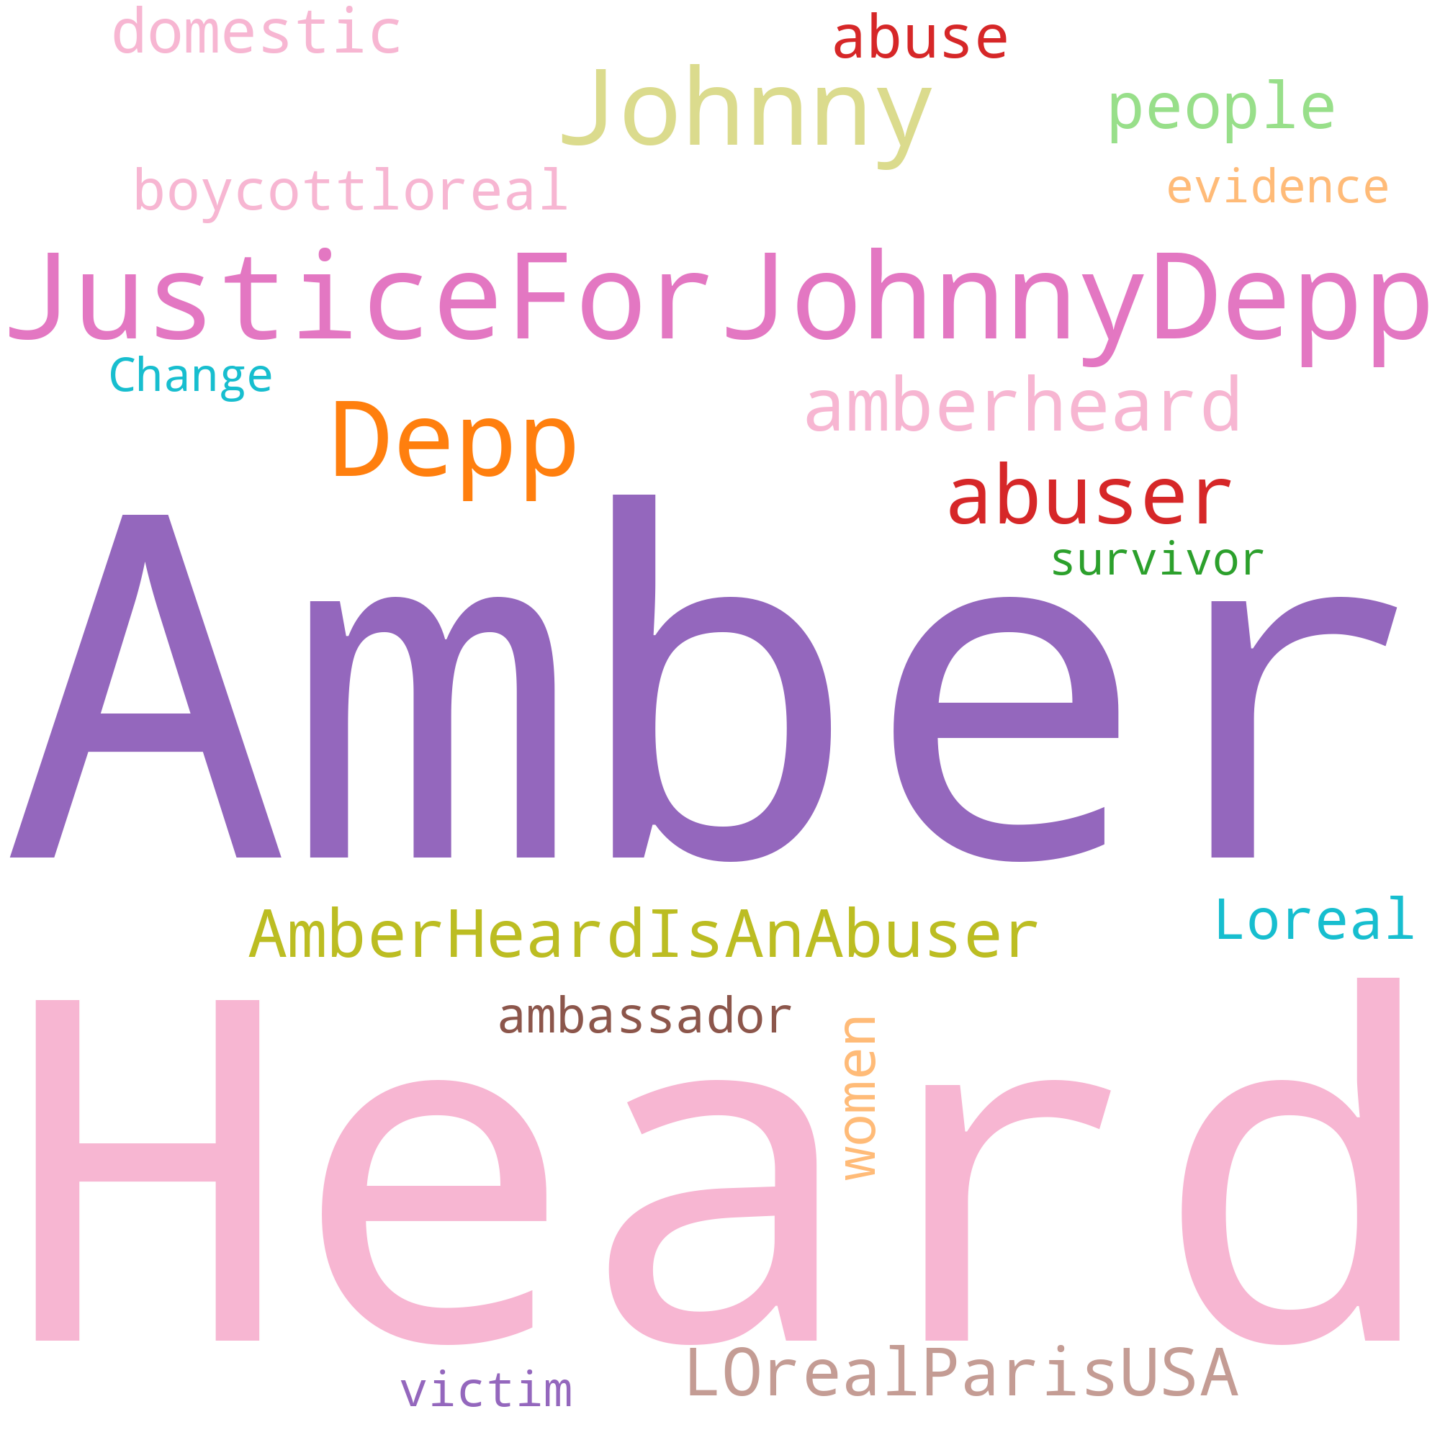 domestic
abuse
Johnny
people
boycottloreal
evidence
JusticeForJohnnyDepp
Change
amberheard
Depp
abuser
survivor
Amber
AmberHeardIsAnAbuser
Loreal
ambassador
women
Heard
LOrealParisUSA
victim